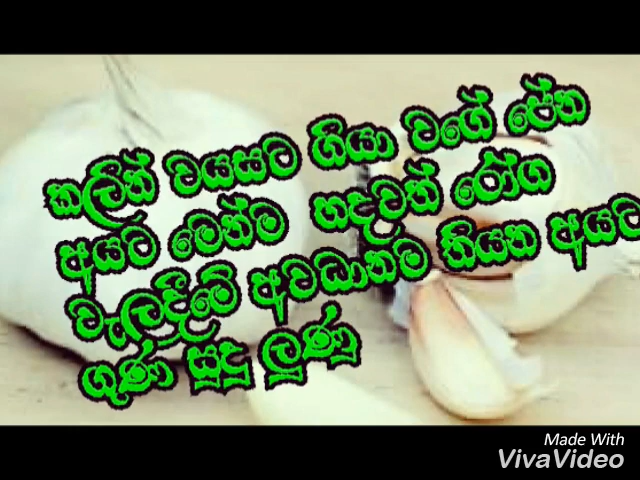 කලින් වයසට ගියා වගේ පේන
අයට මෙන්ම හදවත් රෝග
වැලදීමේ අවධානම තියන අයට
ගුණ සුදු ලූණු
Made With
VivaVideo